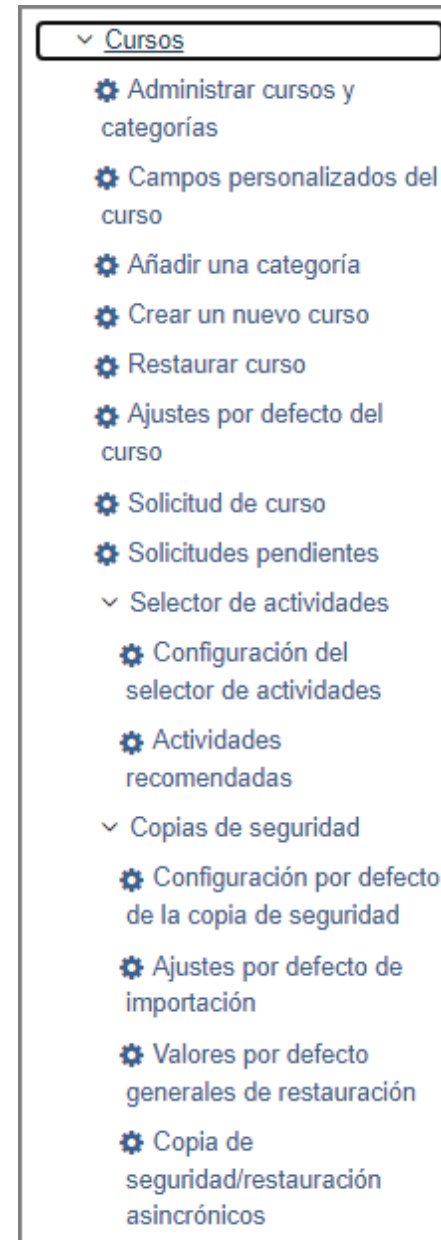 Cursos
Administrar cursos y
categorías
Campos personalizados del
curso
Añadir una categoría
Crear un nuevo curso
Restaurar curso
Ajustes por defecto del
curso
Solicitud de curso
Solicitudes pendientes
Selector de actividades
Configuración del
selector de actividades
Actividades
recomendadas
Copias de seguridad
Configuración por defecto
de la copia de seguridad
Ajustes por defecto de
importación
Valores por defecto
generales de restauración
Copia de
seguridad/restauración
asincrónicos